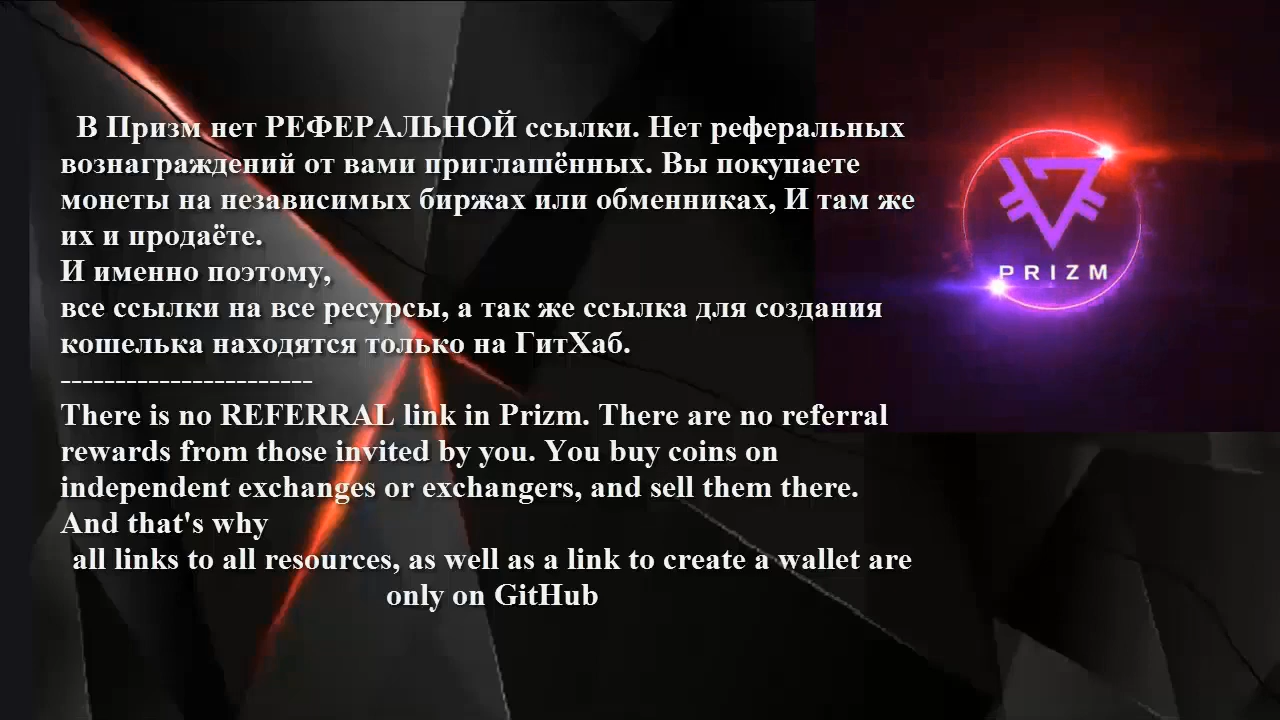 В Призм нет РЕФЕРАЛЬНОЙ ссылки. Нет реферальных
вознаграждений от вами приглашённых. Вы покупаете
монеты на независимых биржах или обменниках, И там же
их и продаёте.
И именно поэтому,
все ссылки на все ресурсы, а так же ссылка для создания
кошелька находятся только на ГитХаб.
-----------------------
There is no REFERRAL link in Prizm. There are no referral
rewards from those invited by you. You buy coins on
independent exchanges or exchangers, and sell them there.
And that's why
all links to all resources, as well as a link to create a wallet are
only on GitHub
PRIZM